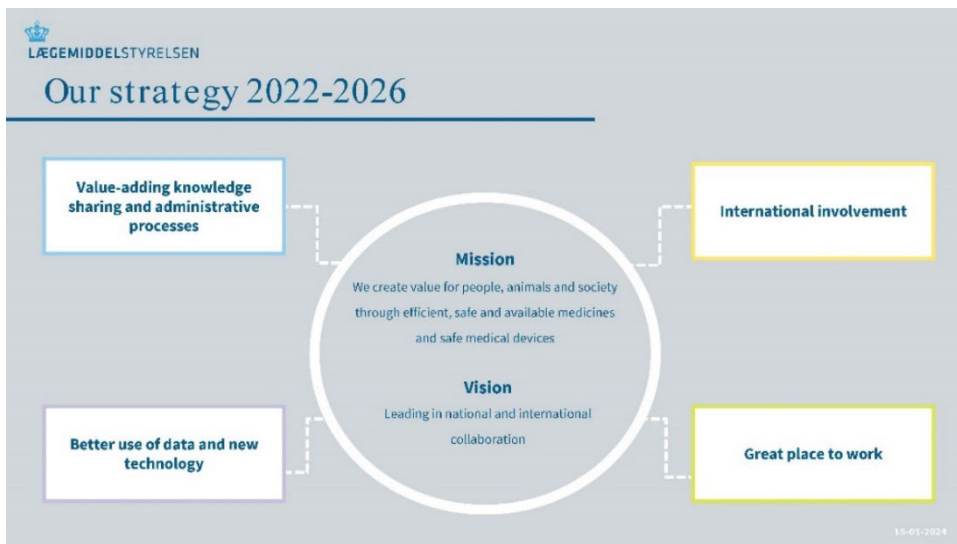 LÆGEMIDDELSTYRELSEN
Our strategy 2022-2026
Value-adding knowledge
sharing and administrative
processes
International involvement
Mission
We create value for people, animals and society
through efficient, safe and available medicines
and safe medical devices
Vision
Leading in national and international
collaboration
Better use of data and new
technology
Great place to work
15-01-2024